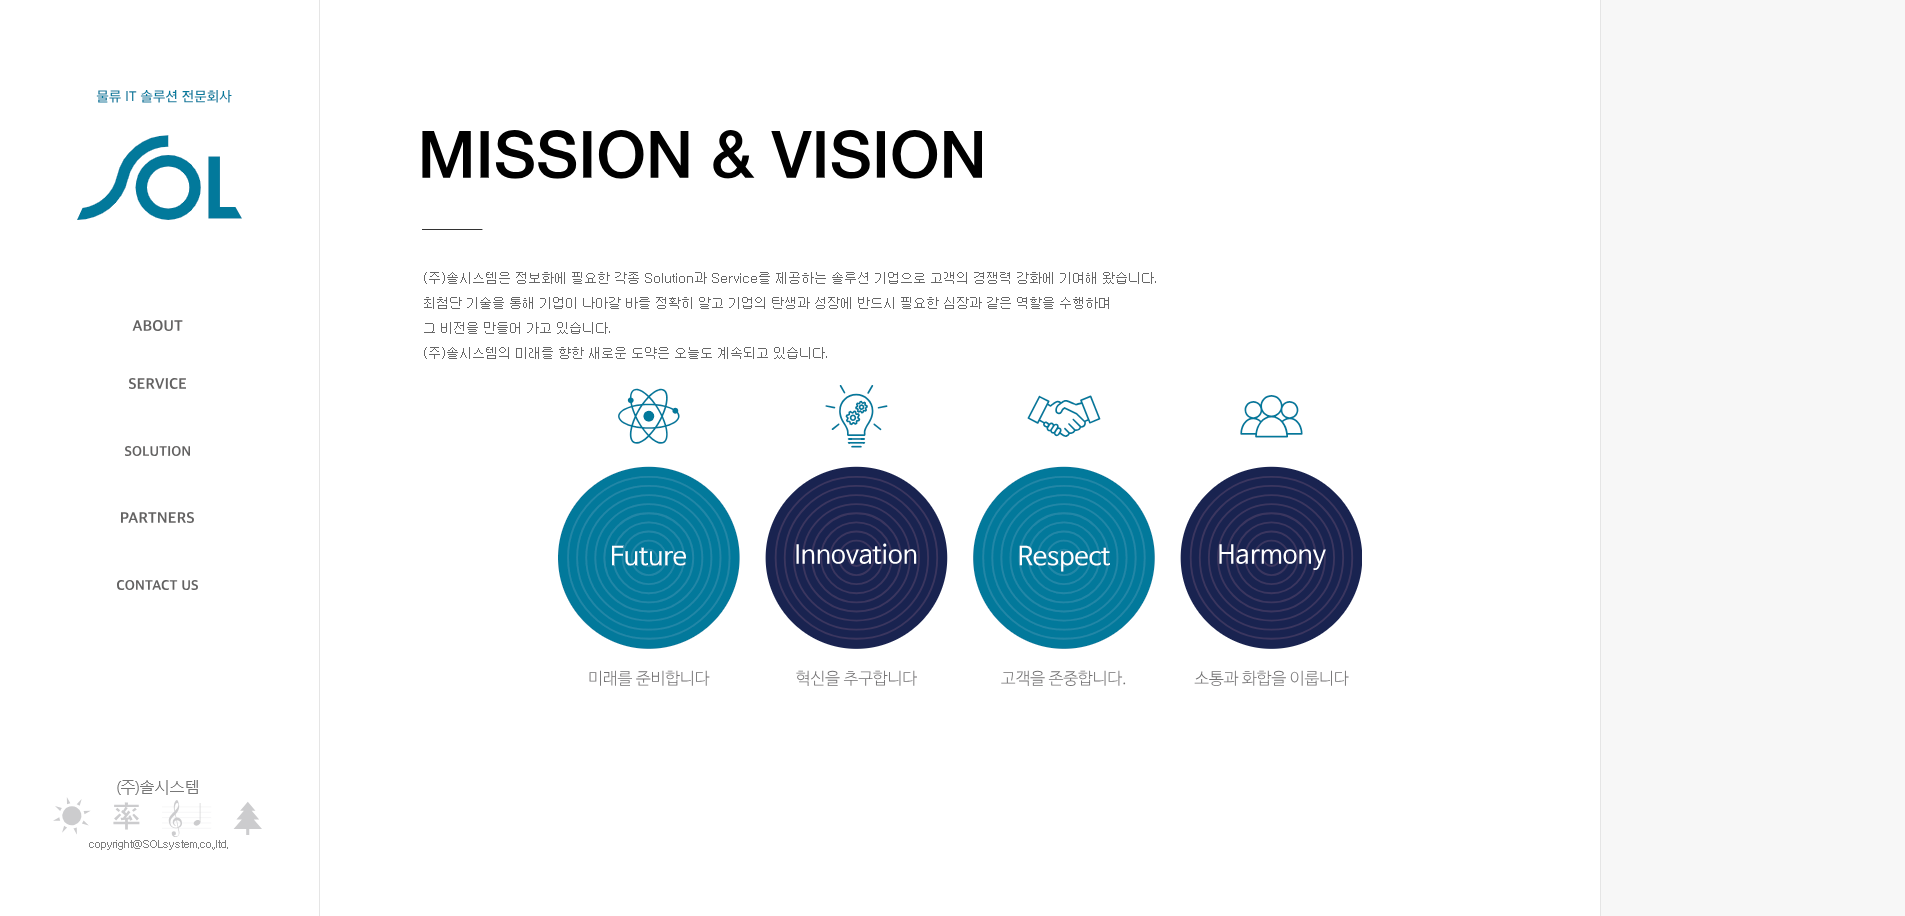 물류 IT 솔루션 전문회사
SOL
ABOUT
SERVICE
SOLUTION
PARTNERS
CONTACT US
(주)솔시스템
率
copyright@SOLsystem,co,,ltd,
MISSION & VISION
(주)솔시스템은 정보화에 필요한 각종 Solution과 Service를 제공하는 솔루션 기업으로 고객의 경쟁력 강화에 기여해 왔습니다.
최첨단 기술을 통해 기업이 나아갈 바를 정확히 알고 기업의 탄생과 성장에 반드시 필요한 심장과 같은 역할을 수행하며
그 비전을 만들어 가고 있습니다.
(주)솔시스템의 미래를 향한 새로운 도약은 오늘도 계속되고 있습니다.
Future
Innovation
Respect
Harmony
미래를 준비합니다
혁신을 추구합니다
고객을 존중합니다.
소통과 화합을 이룹니다